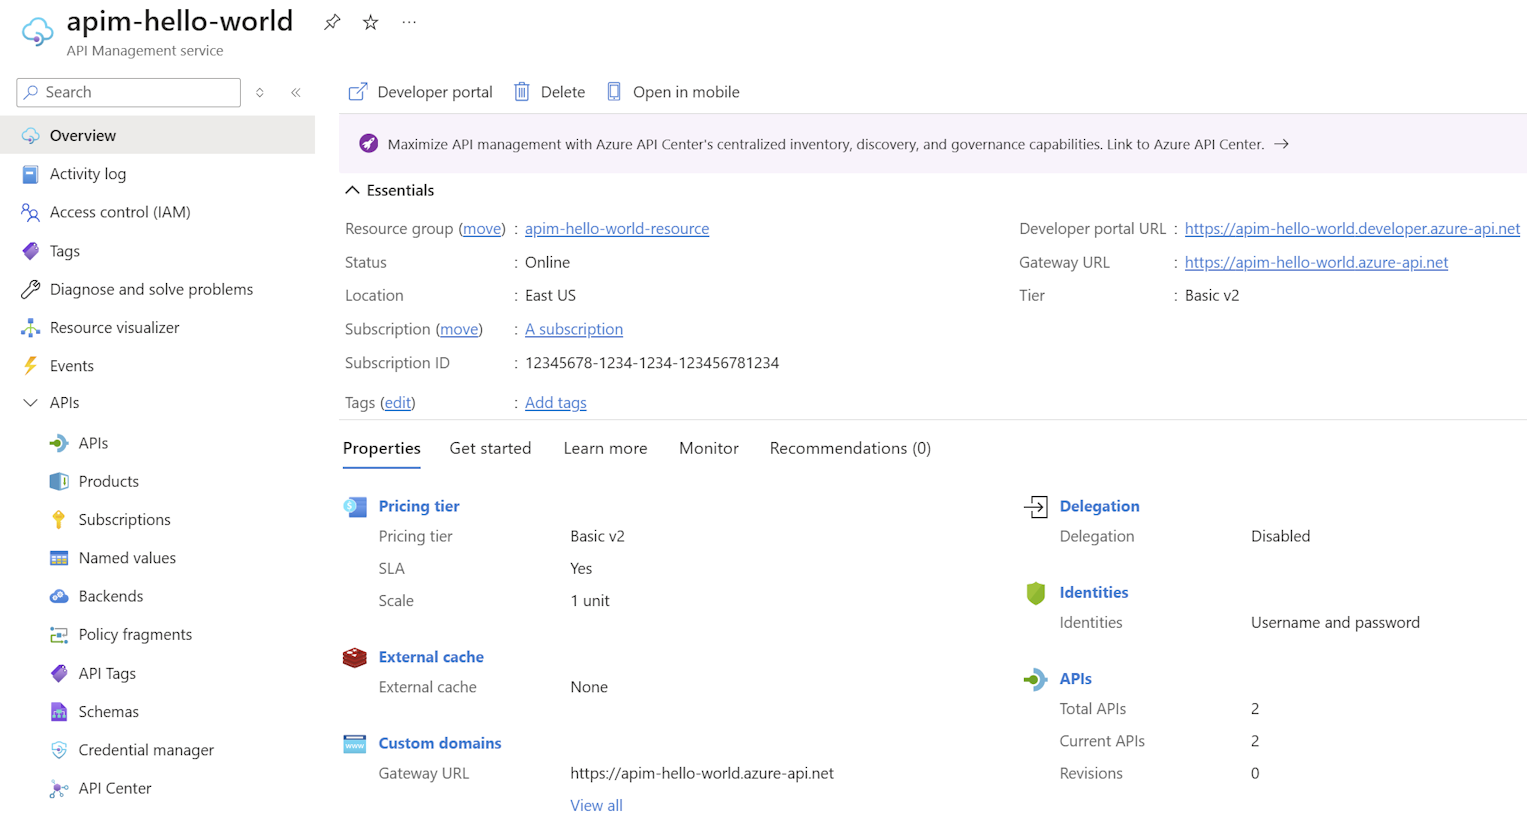 apim-hello-world
API Management service
Search
Overview
Activity log
Access control (IAM)
Tags
Diagnose and solve problems
Resource visualizer
Events
APIs
APIs
Products
Subscriptions
Named values
Backends
Policy fragments
API Tags
Schemas
Credential manager
API Center
Developer portal Delete Open in mobile
Maximize API management with Azure API Center's centralized inventory, discovery, and governance capabilities. Link to Azure API Center. →
Essentials
Resource group (move) : apim-hello-world-resource
Status : Online
Location : East US
Subscription (move) : A subscription
Subscription ID : 12345678-1234-1234-123456781234
Tags (edit) : Add tags
Developer portal URL : https://apim-hello-world.developer.azure-api.net
Gateway URL : https://apim-hello-world.azure-api.net
Tier : Basic v2
Properties Get started Learn more Monitor Recommendations (0)
Pricing tier
Pricing tier Basic v2
SLA Yes
Scale 1 unit
External cache
External cache None
www Custom domains
Gateway URL https://apim-hello-world.azure-api.net
View all
Delegation
Delegation Disabled
Identities
Identities Username and password
APIs
Total APIs 2
Current APIs 2
Revisions 0